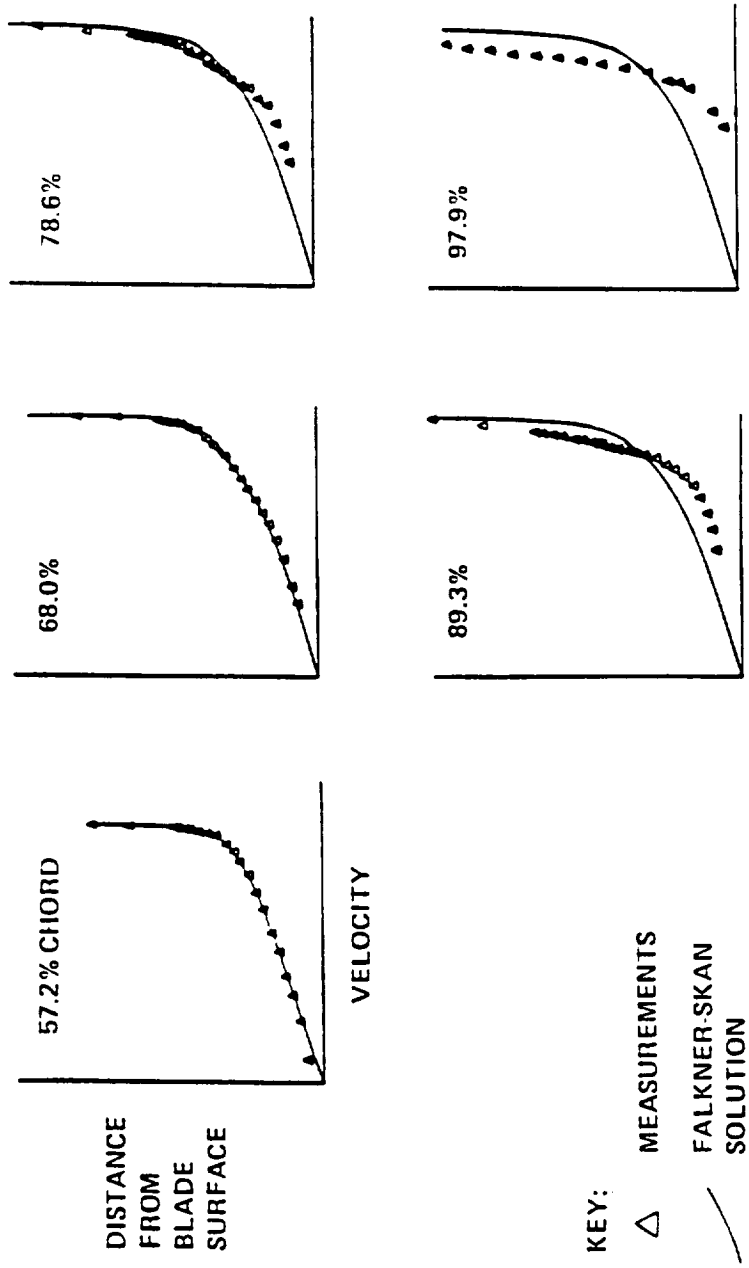 DISTANCE
FROM
BLADE
SURFACE
57.2% CHORD
VELOCITY
68.0%
78.6%
89.3%
97.9%
KEY:
MEASUREMENTS
FALKNER-SKAN
SOLUTION